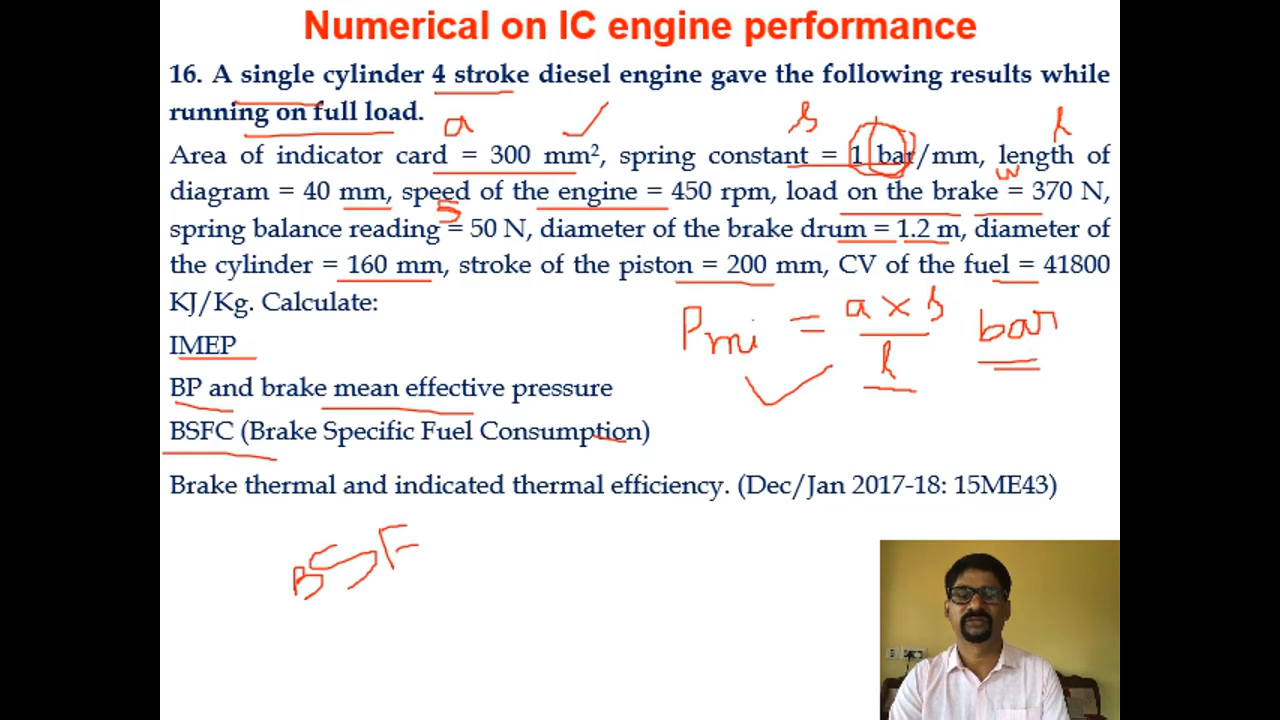 Numerical on IC engine performance
16. A single cylinder 4 stroke diesel engine gave the following results while
running on full load.
a s h
Area of indicator card = 300 mm², spring constant = 1 bar/mm, length of
w
diagram = 40 mm, speed of the engine = 450 rpm, load on the brake = 370 N,
S
spring balance reading = 50 N, diameter of the brake drum = 1.2 m, diameter of
the cylinder = 160 mm, stroke of the piston = 200 mm, CV of the fuel = 41800
KJ/Kg. Calculate:
Pmi = a × s / l bar
IMEP
BP and brake mean effective pressure
BSFC (Brake Specific Fuel Consumption)
Brake thermal and indicated thermal efficiency. (Dec/Jan 2017-18: 15ME43)
BSF